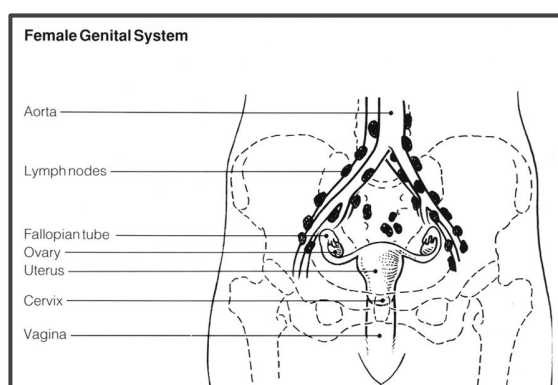 Female Genital System
Aorta
Lymph nodes
Fallopian tube
Ovary
Uterus
Cervix
Vagina